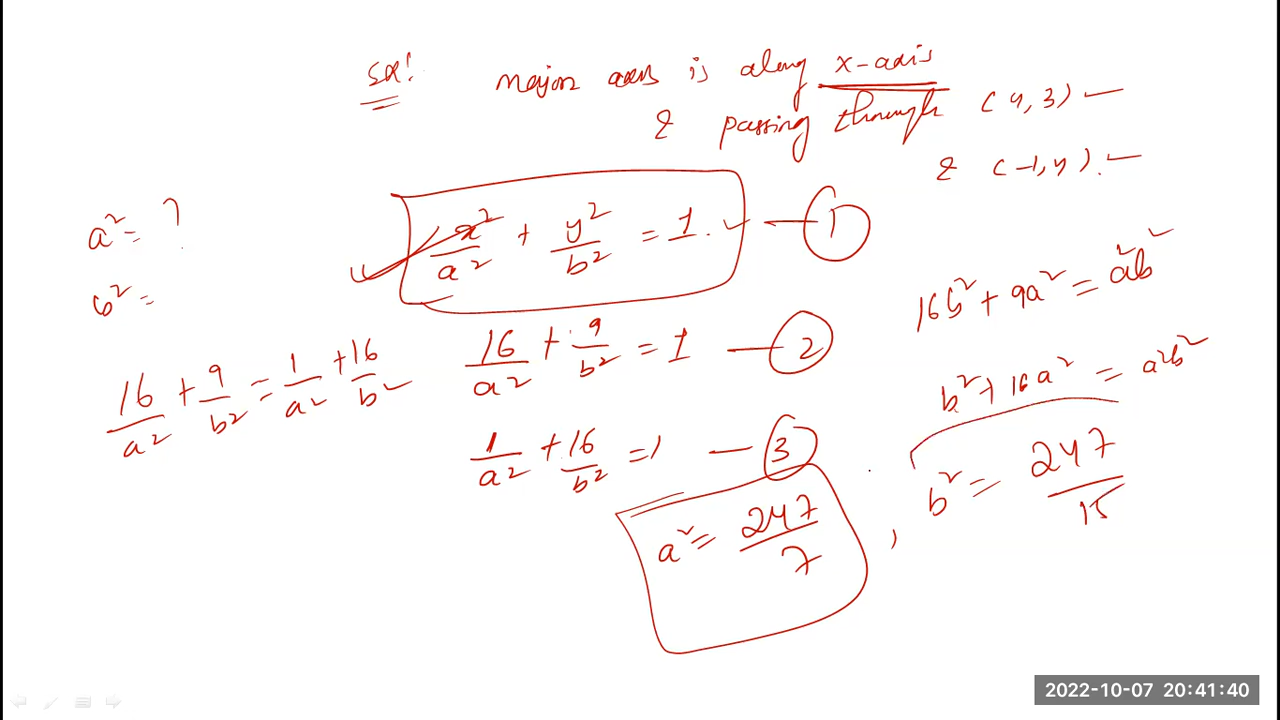 Ex: major axis is along x-axis
& passing through (4,3)
& (-1,4).
a² = ?
b² =
x²/a² + y²/b² = 1. — 1
16/a² + 9/b² = 1 — 2
1/a² + 16/b² = 1 — 3
16/a² + 9/b² = 1/a² + 16/b²
16b² + 9a² = a²b²
b² + 16a² = a²b²
a² = 247/7 , b² = 247/15
2022-10-07 20:41:40